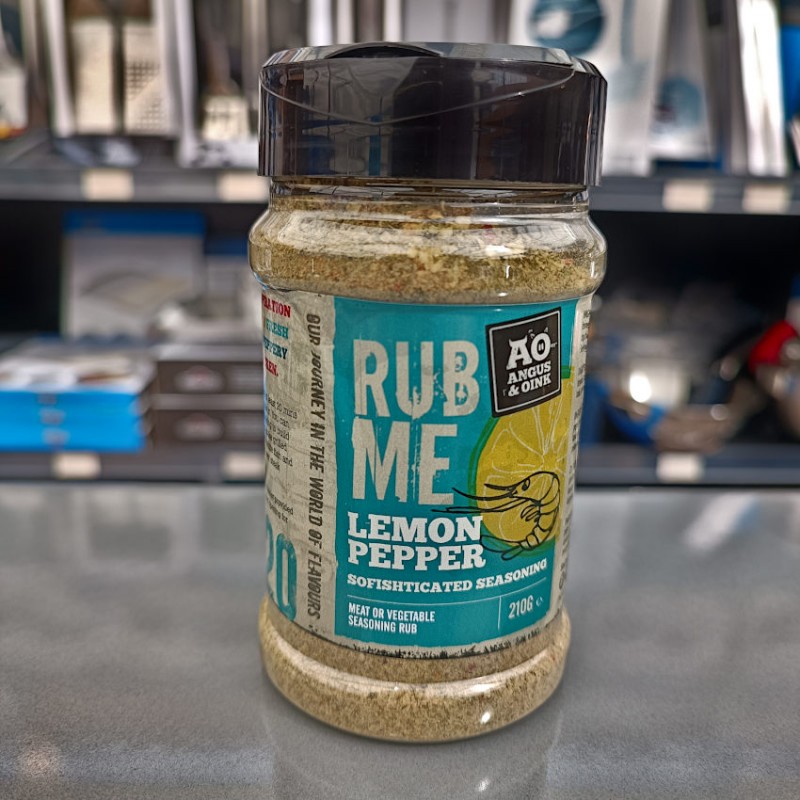 RUB
ME
AO
ANGUS
& OINK
LEMON
PEPPER
SOFISHTICATED SEASONING
MEAT OR VEGETABLE
SEASONING RUB
210G e
OUR JOURNEY IN THE WORLD OF FLAVOURS